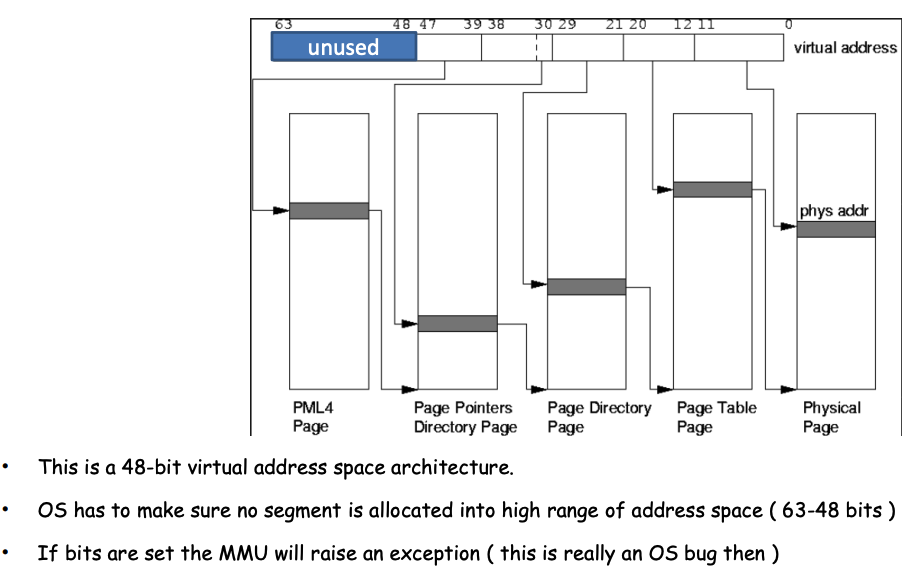 63 48 47 39 38 30 29 21 20 12 11 0
unused
virtual address
phys addr
PML4
Page
Page Pointers
Directory Page
Page Directory
Page
Page Table
Page
Physical
Page
• This is a 48-bit virtual address space architecture.
• OS has to make sure no segment is allocated into high range of address space ( 63-48 bits )
• If bits are set the MMU will raise an exception ( this is really an OS bug then )